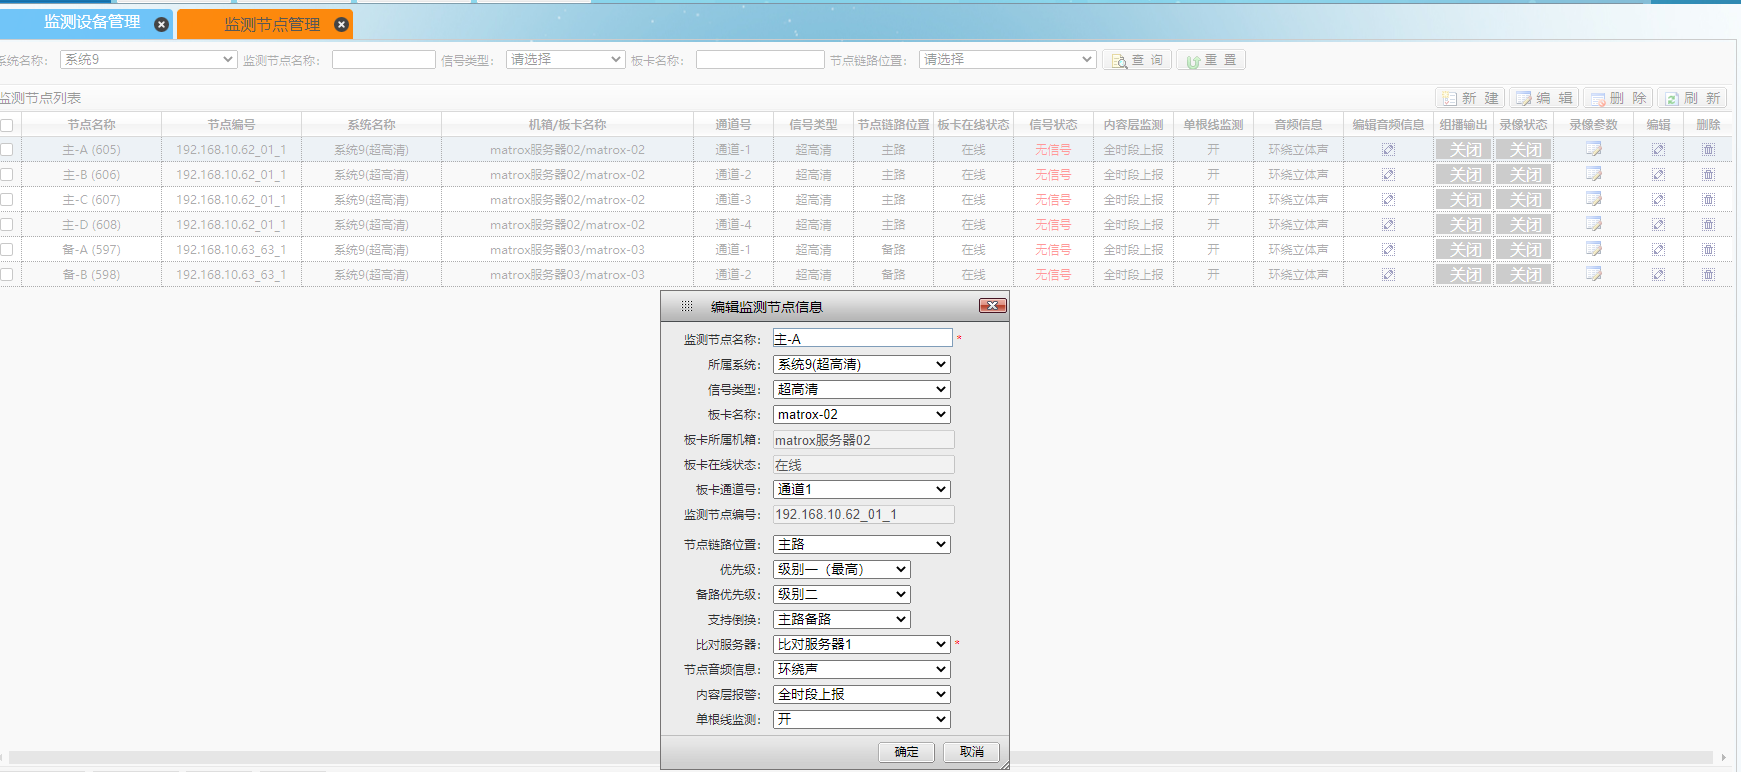 监测设备管理 监测节点管理
系统名称: 系统9 监测节点名称: 信号类型: 请选择 板卡名称: 节点链路位置: 请选择 查 询 重 置
监测节点列表 新 建 编 辑 删 除 刷 新
节点名称 节点编号 系统名称 机箱/板卡名称 通道号 信号类型 节点链路位置 板卡在线状态 信号状态 内容层监测 单根线监测 音频信息 编辑音频信息 组播输出 录像状态 录像参数 编辑 删除
主-A (605) 192.168.10.62_01_1 系统9(超高清) matrox服务器02/matrox-02 通道-1 超高清 主路 在线 无信号 全时段上报 开 环绕立体声 关闭 关闭
主-B (606) 192.168.10.62_01_1 系统9(超高清) matrox服务器02/matrox-02 通道-2 超高清 主路 在线 无信号 全时段上报 开 环绕立体声 关闭 关闭
主-C (607) 192.168.10.62_01_1 系统9(超高清) matrox服务器02/matrox-02 通道-3 超高清 主路 在线 无信号 全时段上报 开 环绕立体声 关闭 关闭
主-D (608) 192.168.10.62_01_1 系统9(超高清) matrox服务器02/matrox-02 通道-4 超高清 主路 在线 无信号 全时段上报 开 环绕立体声 关闭 关闭
备-A (597) 192.168.10.63_63_1 系统9(超高清) matrox服务器03/matrox-03 通道-1 超高清 备路 在线 无信号 全时段上报 开 环绕立体声 关闭 关闭
备-B (598) 192.168.10.63_63_1 系统9(超高清) matrox服务器03/matrox-03 通道-2 超高清 备路 在线 无信号 全时段上报 开 环绕立体声 关闭 关闭
编辑监测节点信息
监测节点名称: 主-A *
所属系统: 系统9(超高清)
信号类型: 超高清
板卡名称: matrox-02
板卡所属机箱: matrox服务器02
板卡在线状态: 在线
板卡通道号: 通道1
监测节点编号: 192.168.10.62_01_1
节点链路位置: 主路
优先级: 级别一（最高）
备路优先级: 级别二
支持倒换: 主路备路
比对服务器: 比对服务器1 *
节点音频信息: 环绕声
内容层报警: 全时段上报
单根线监测: 开
确定 取消